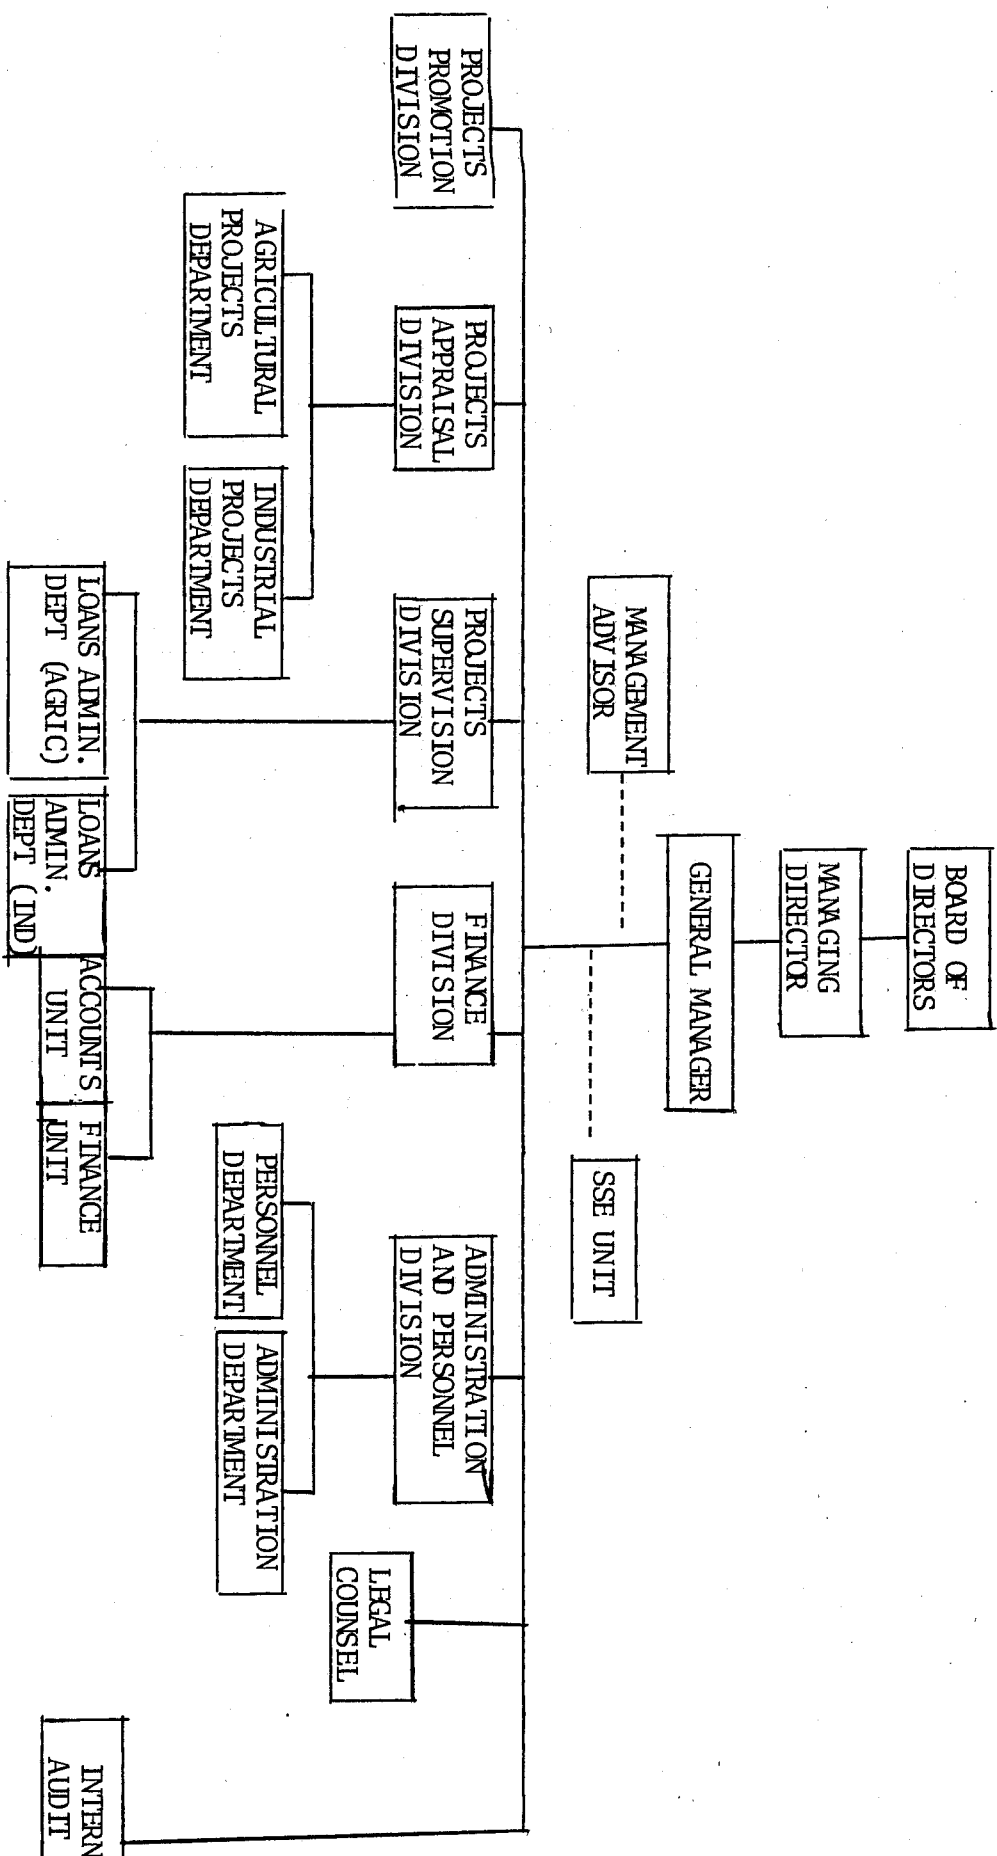 BOARD OF
DIRECTORS
MANAGING
DIRECTOR
GENERAL MANAGER
MANAGEMENT
ADVISOR
SSE UNIT
PROJECTS
PROMOTION
DIVISION
PROJECTS
APPRAISAL
DIVISION
PROJECTS
SUPERVISION
DIVISION
FINANCE
DIVISION
ADMINISTRATION
AND PERSONNEL
DIVISION
LEGAL
COUNSEL
AGRICULTURAL
PROJECTS
DEPARTMENT
INDUSTRIAL
PROJECTS
DEPARTMENT
PERSONNEL
DEPARTMENT
ADMINISTRATION
DEPARTMENT
LOANS ADMIN.
DEPT (AGRIC)
LOANS
ADMIN.
DEPT (IND)
ACCOUNTS
UNIT
FINANCE
UNIT
INTERN
AUDIT